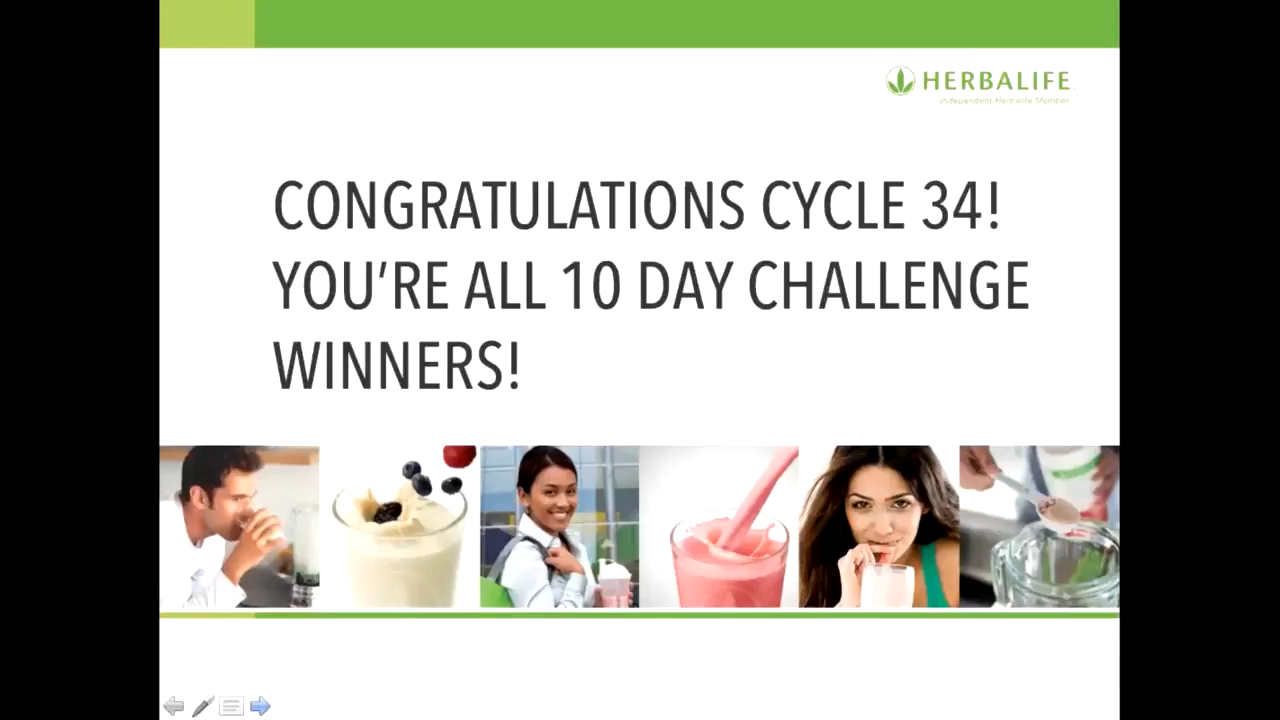 HERBALIFE
Independent Herbalife Member
CONGRATULATIONS CYCLE 34!
YOU'RE ALL 10 DAY CHALLENGE
WINNERS!